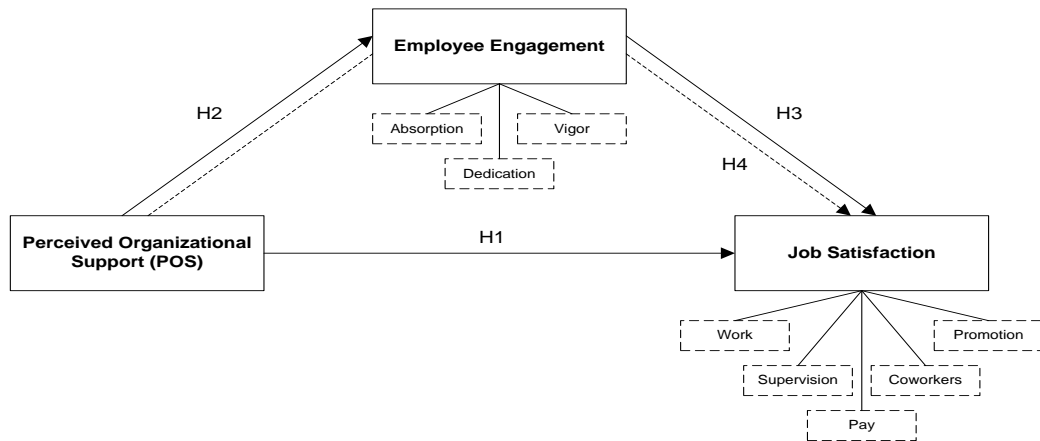 Employee Engagement
H2
H3
Absorption
Vigor
H4
Dedication
Perceived Organizational
Support (POS)
H1
Job Satisfaction
Work
Promotion
Supervision
Coworkers
Pay